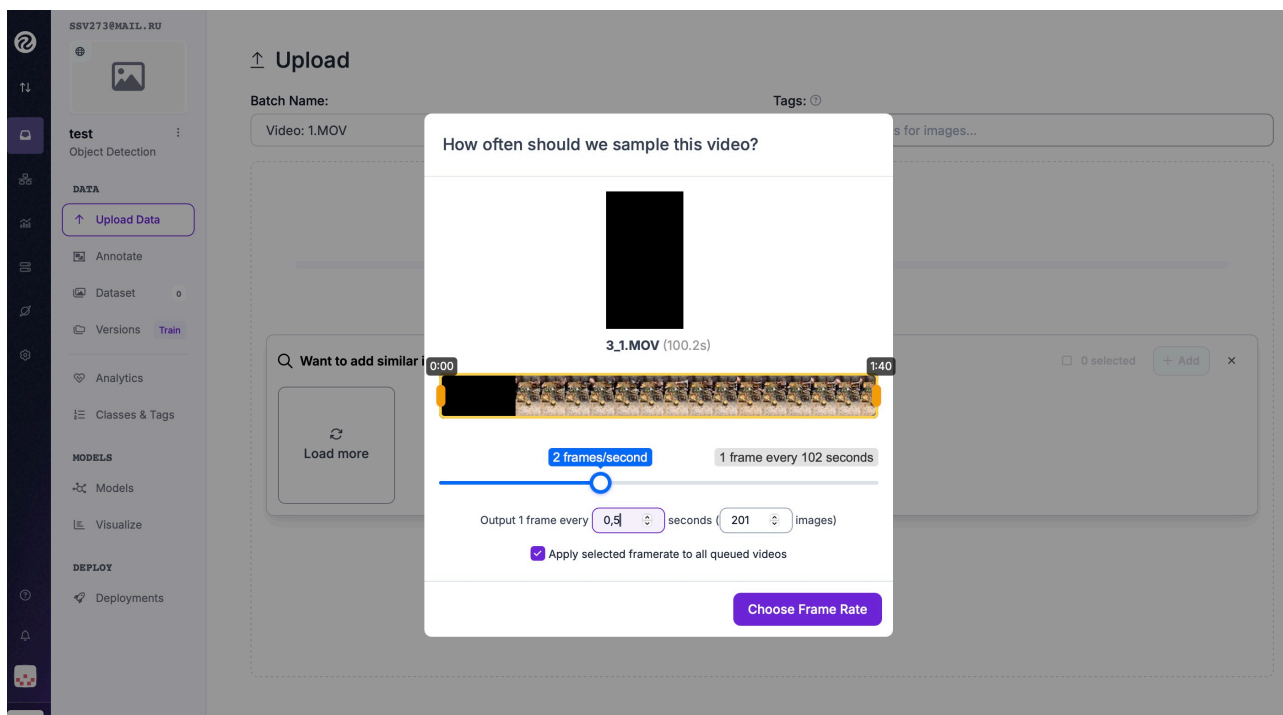 SSV273@MAIL.RU
test
Object Detection
DATA
Upload Data
Annotate
Dataset 0
Versions Train
Analytics
Classes & Tags
MODELS
Models
Visualize
DEPLOY
Deployments
Upload
Batch Name:
Tags:
Video: 1.MOV
s for images...
How often should we sample this video?
3_1.MOV (100.2s)
0:00
1:40
2 frames/second
1 frame every 102 seconds
Output 1 frame every 0,5 seconds ( 201 images)
Apply selected framerate to all queued videos
Choose Frame Rate
Want to add similar i
0 selected
+ Add
Load more